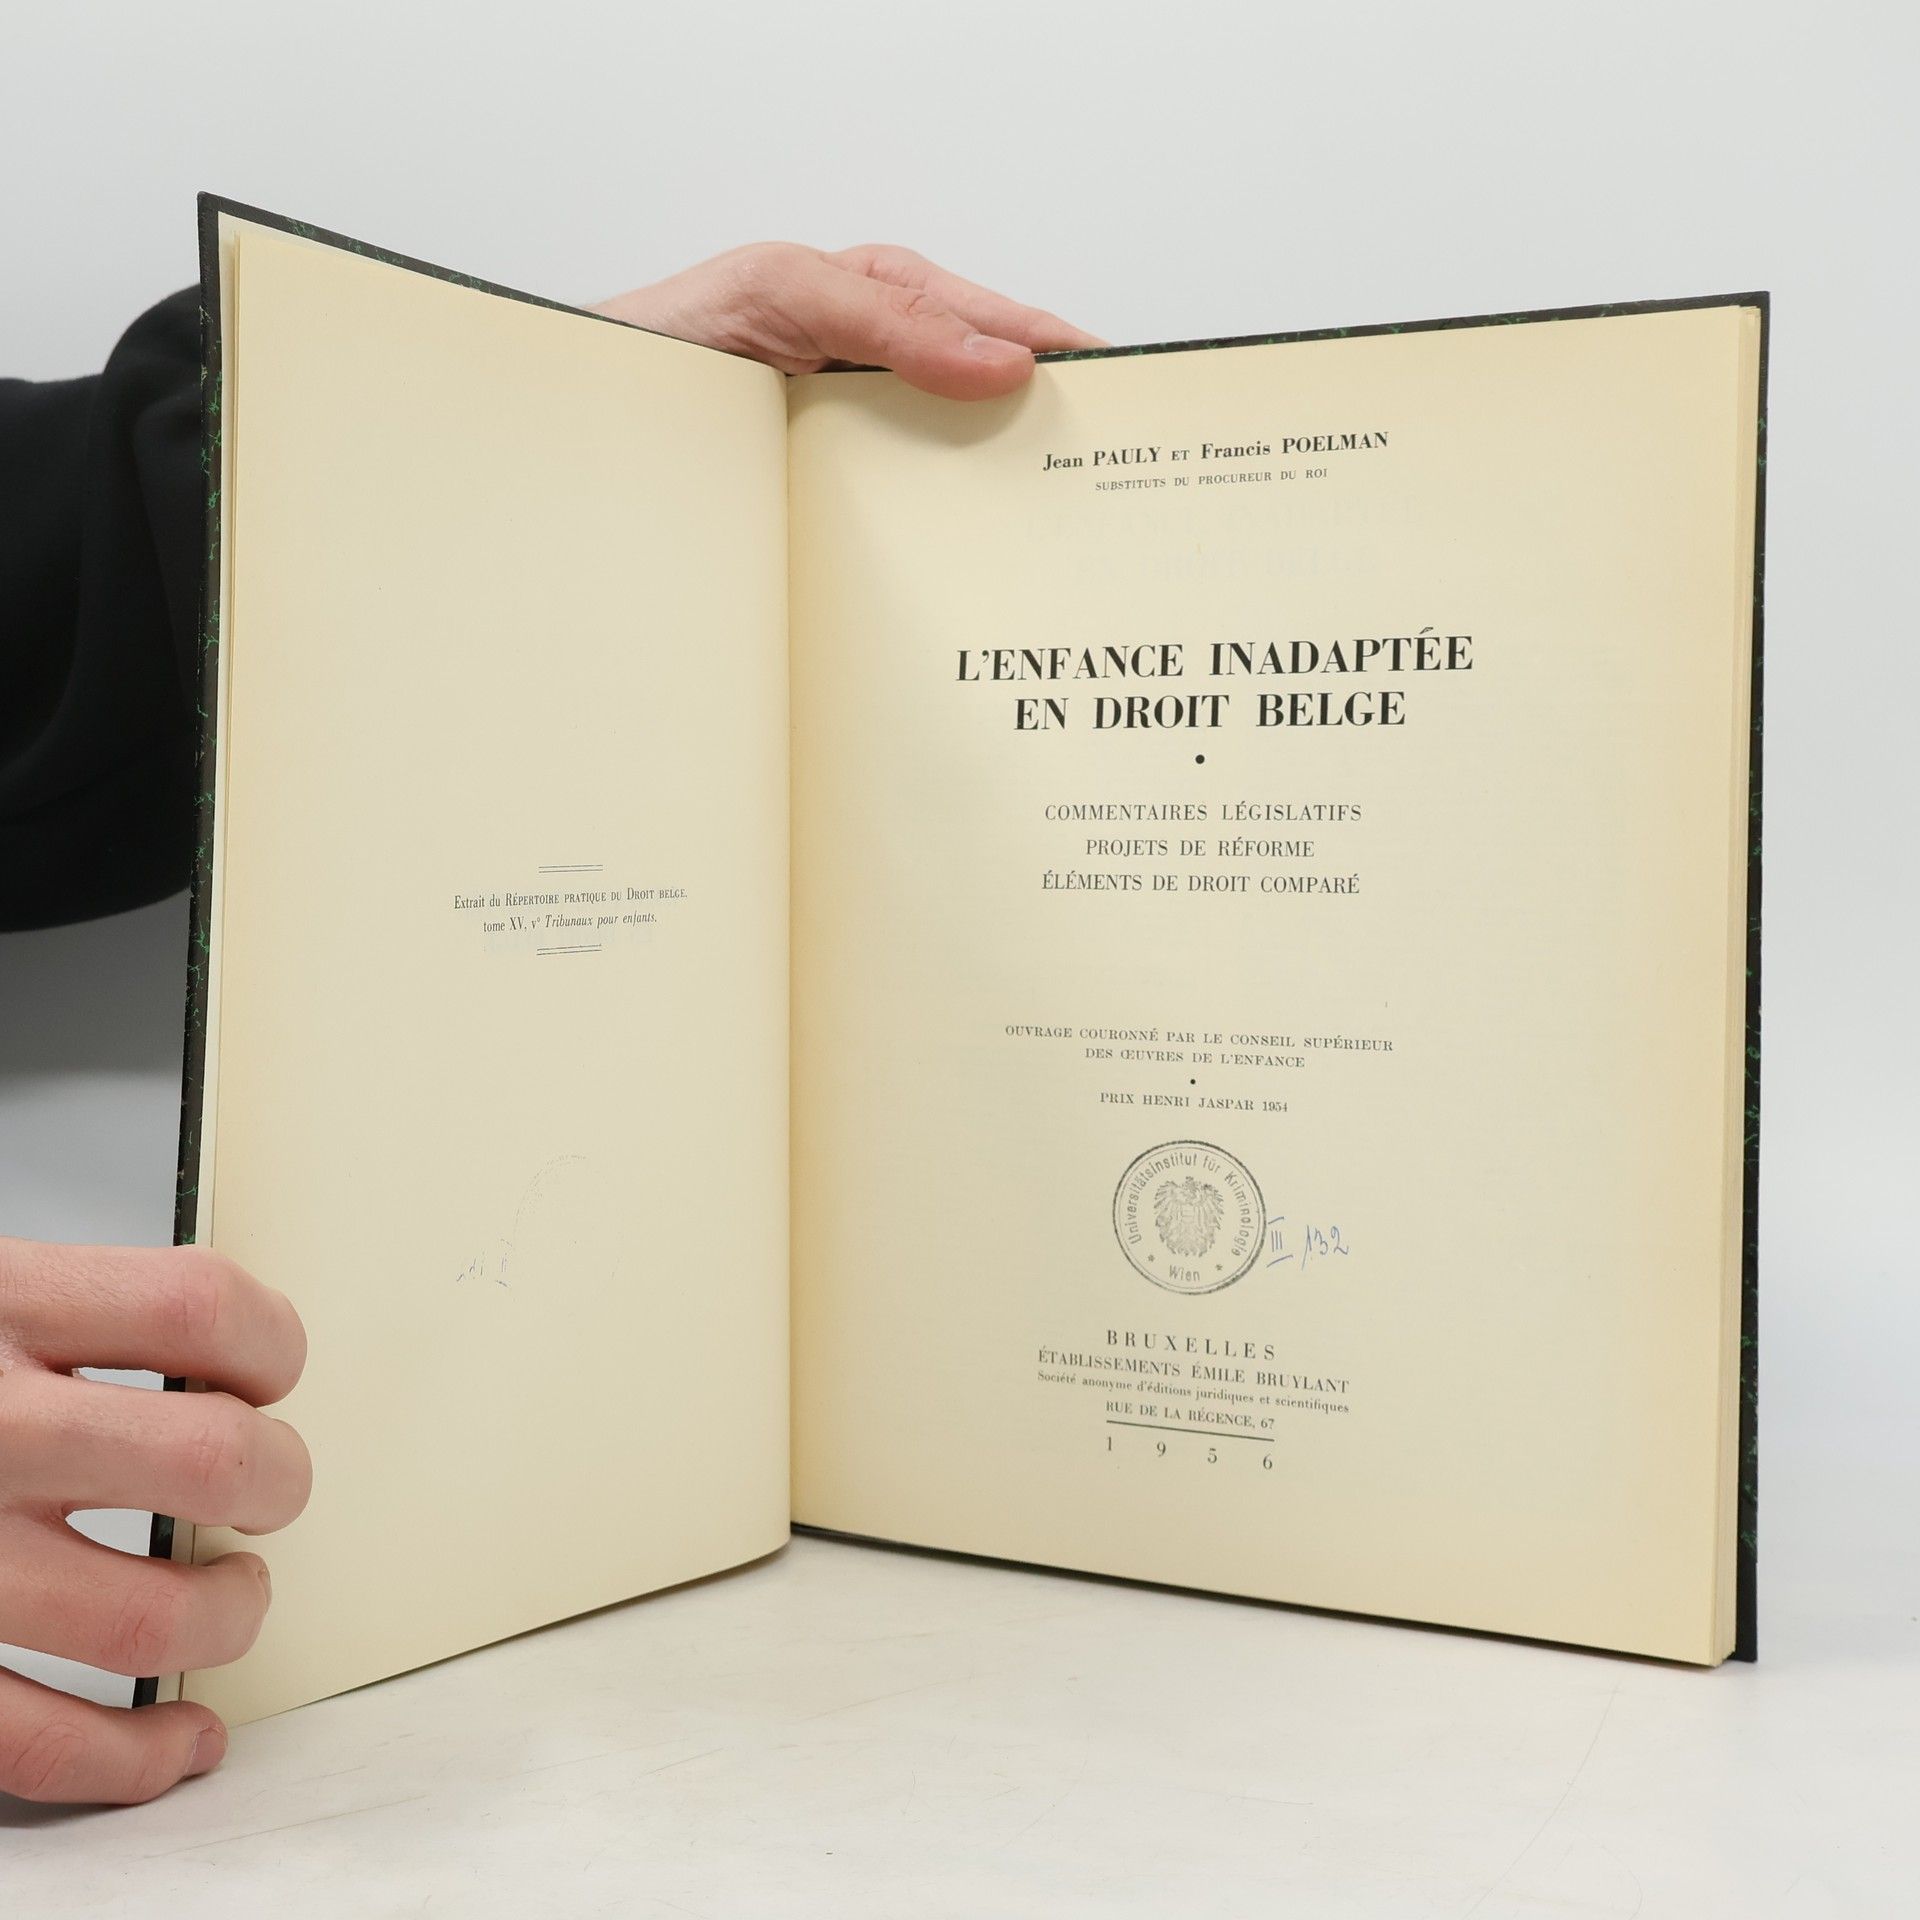 Extrait du RÉPERTOIRE PRATIQUE DU DROIT BELGE,
tome XV, v° Tribunaux pour enfants.
Jean PAULY ET Francis POELMAN
SUBSTITUTS DU PROCUREUR DU ROI
L'ENFANCE INADAPTÉE
EN DROIT BELGE
•
COMMENTAIRES LÉGISLATIFS
PROJETS DE RÉFORME
ÉLÉMENTS DE DROIT COMPARÉ
OUVRAGE COURONNÉ PAR LE CONSEIL SUPÉRIEUR
DES ŒUVRES DE L'ENFANCE
•
PRIX HENRI JASPAR 1954
Universitätsinstitut für Kriminologie
* Wien *
III 132
BRUXELLES
ÉTABLISSEMENTS ÉMILE BRUYLANT
Société anonyme d'éditions juridiques et scientifiques
RUE DE LA RÉGENCE, 67
1956